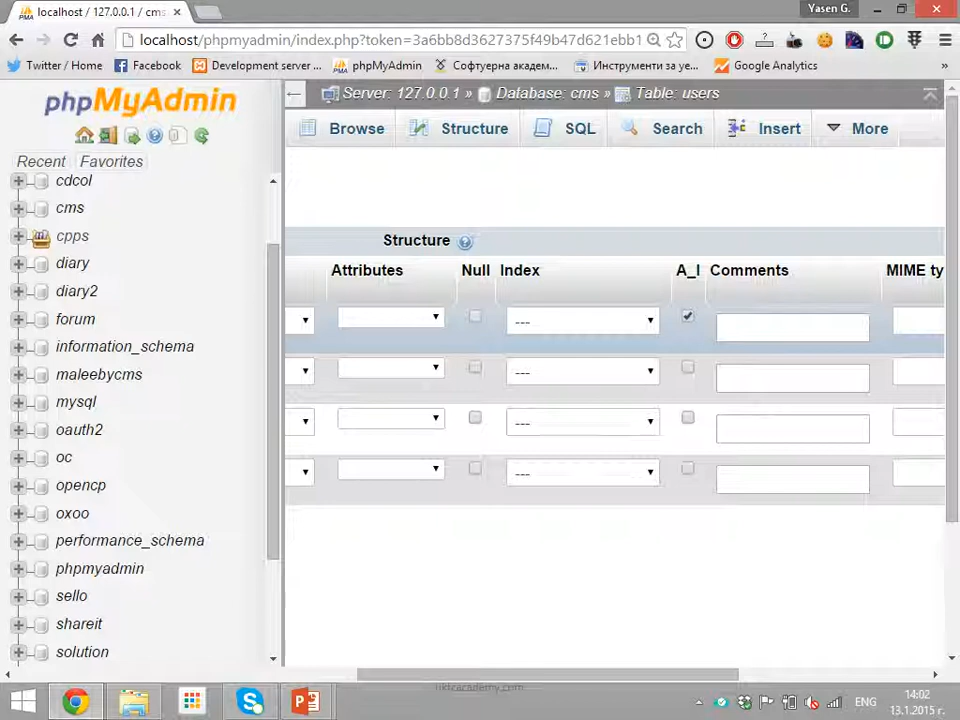 localhost / 127.0.0.1 / cms
Yasen G.
localhost/phpmyadmin/index.php?token=3a6bb8d3627375f49b47d621ebb1
Twitter / Home
Facebook
Development server ...
phpMyAdmin
Софтуерна академ...
Инструменти за уе...
Google Analytics
phpMyAdmin
Server: 127.0.0.1 » Database: cms » Table: users
Browse
Structure
SQL
Search
Insert
More
Recent
Favorites
cdcol
cms
cpps
diary
diary2
forum
information_schema
maleebycms
mysql
oauth2
oc
opencp
oxoo
performance_schema
phpmyadmin
sello
shareit
solution
Structure
Attributes
Null
Index
A_I
Comments
MIME ty
---
---
---
---
ENG
14:02
13.1.2015 г.